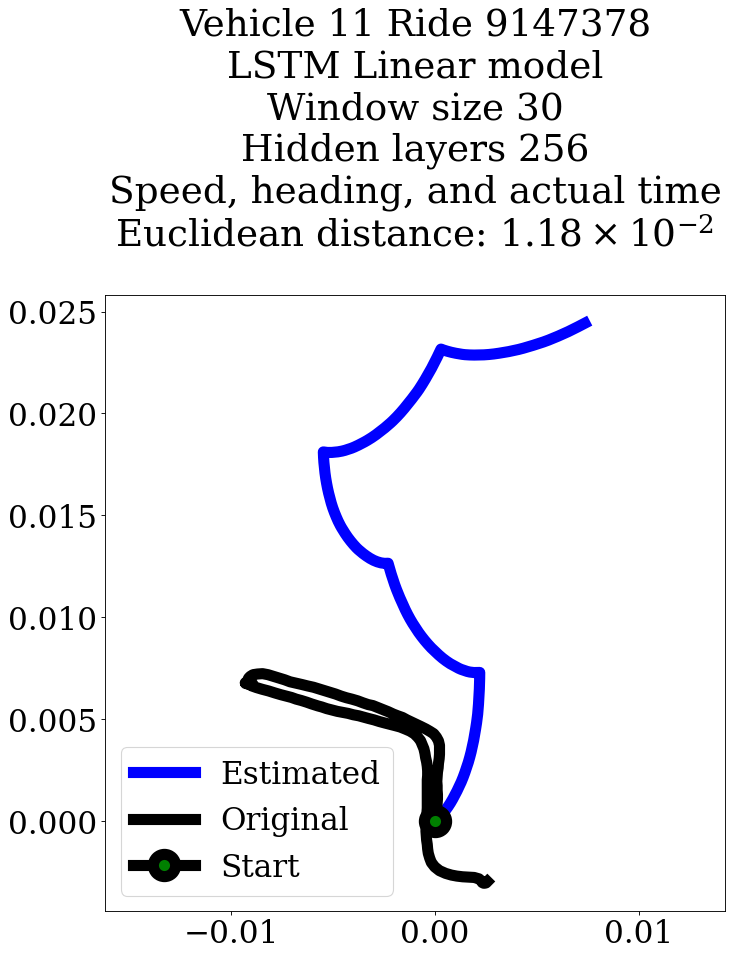 Vehicle 11 Ride 9147378
LSTM Linear model
Window size 30
Hidden layers 256
Speed, heading, and actual time
Euclidean distance: 1.18 × 10⁻²
0.025
0.020
0.015
0.010
0.005
0.000
Estimated
Original
Start
−0.01 0.00 0.01